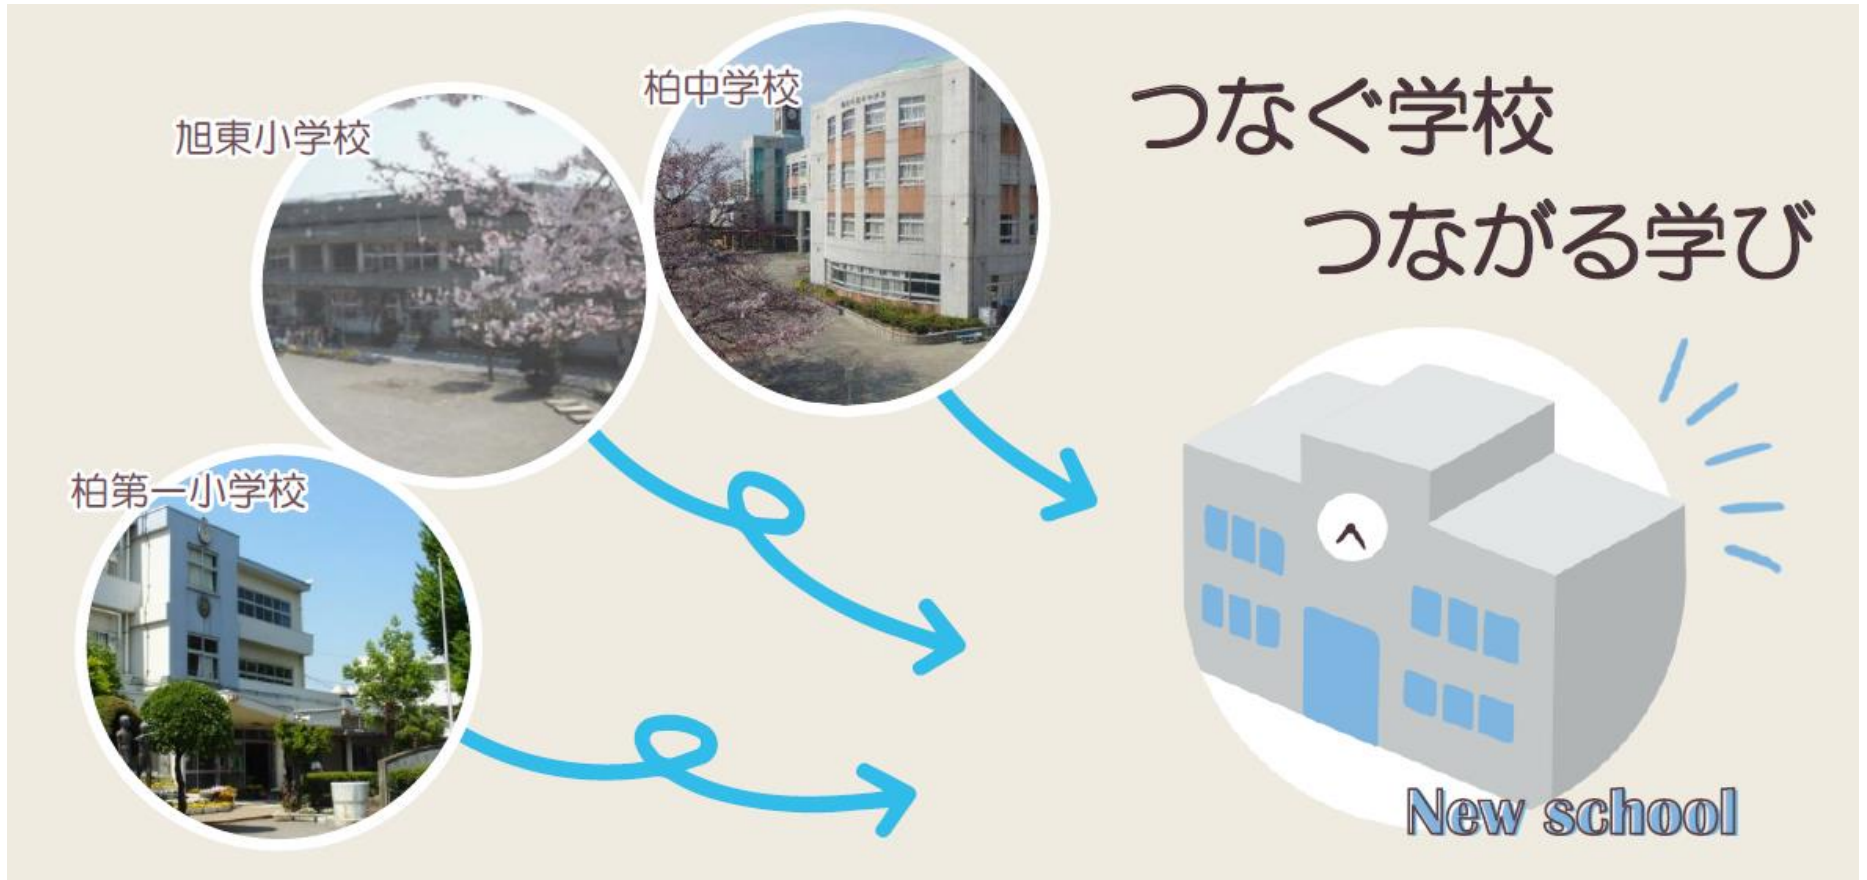 柏中学校
旭東小学校
柏第一小学校
つなぐ学校
つながる学び
New school